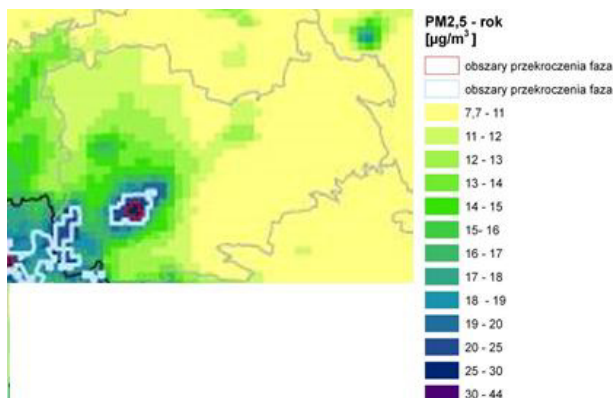 PM2,5 - rok
[µg/m³ ]
obszary przekroczenia faza
obszary przekroczenia faza
7,7 - 11
11 - 12
12 - 13
13 - 14
14 - 15
15- 16
16 - 17
17 - 18
18 - 19
19 - 20
20 - 25
25 - 30
30 - 44